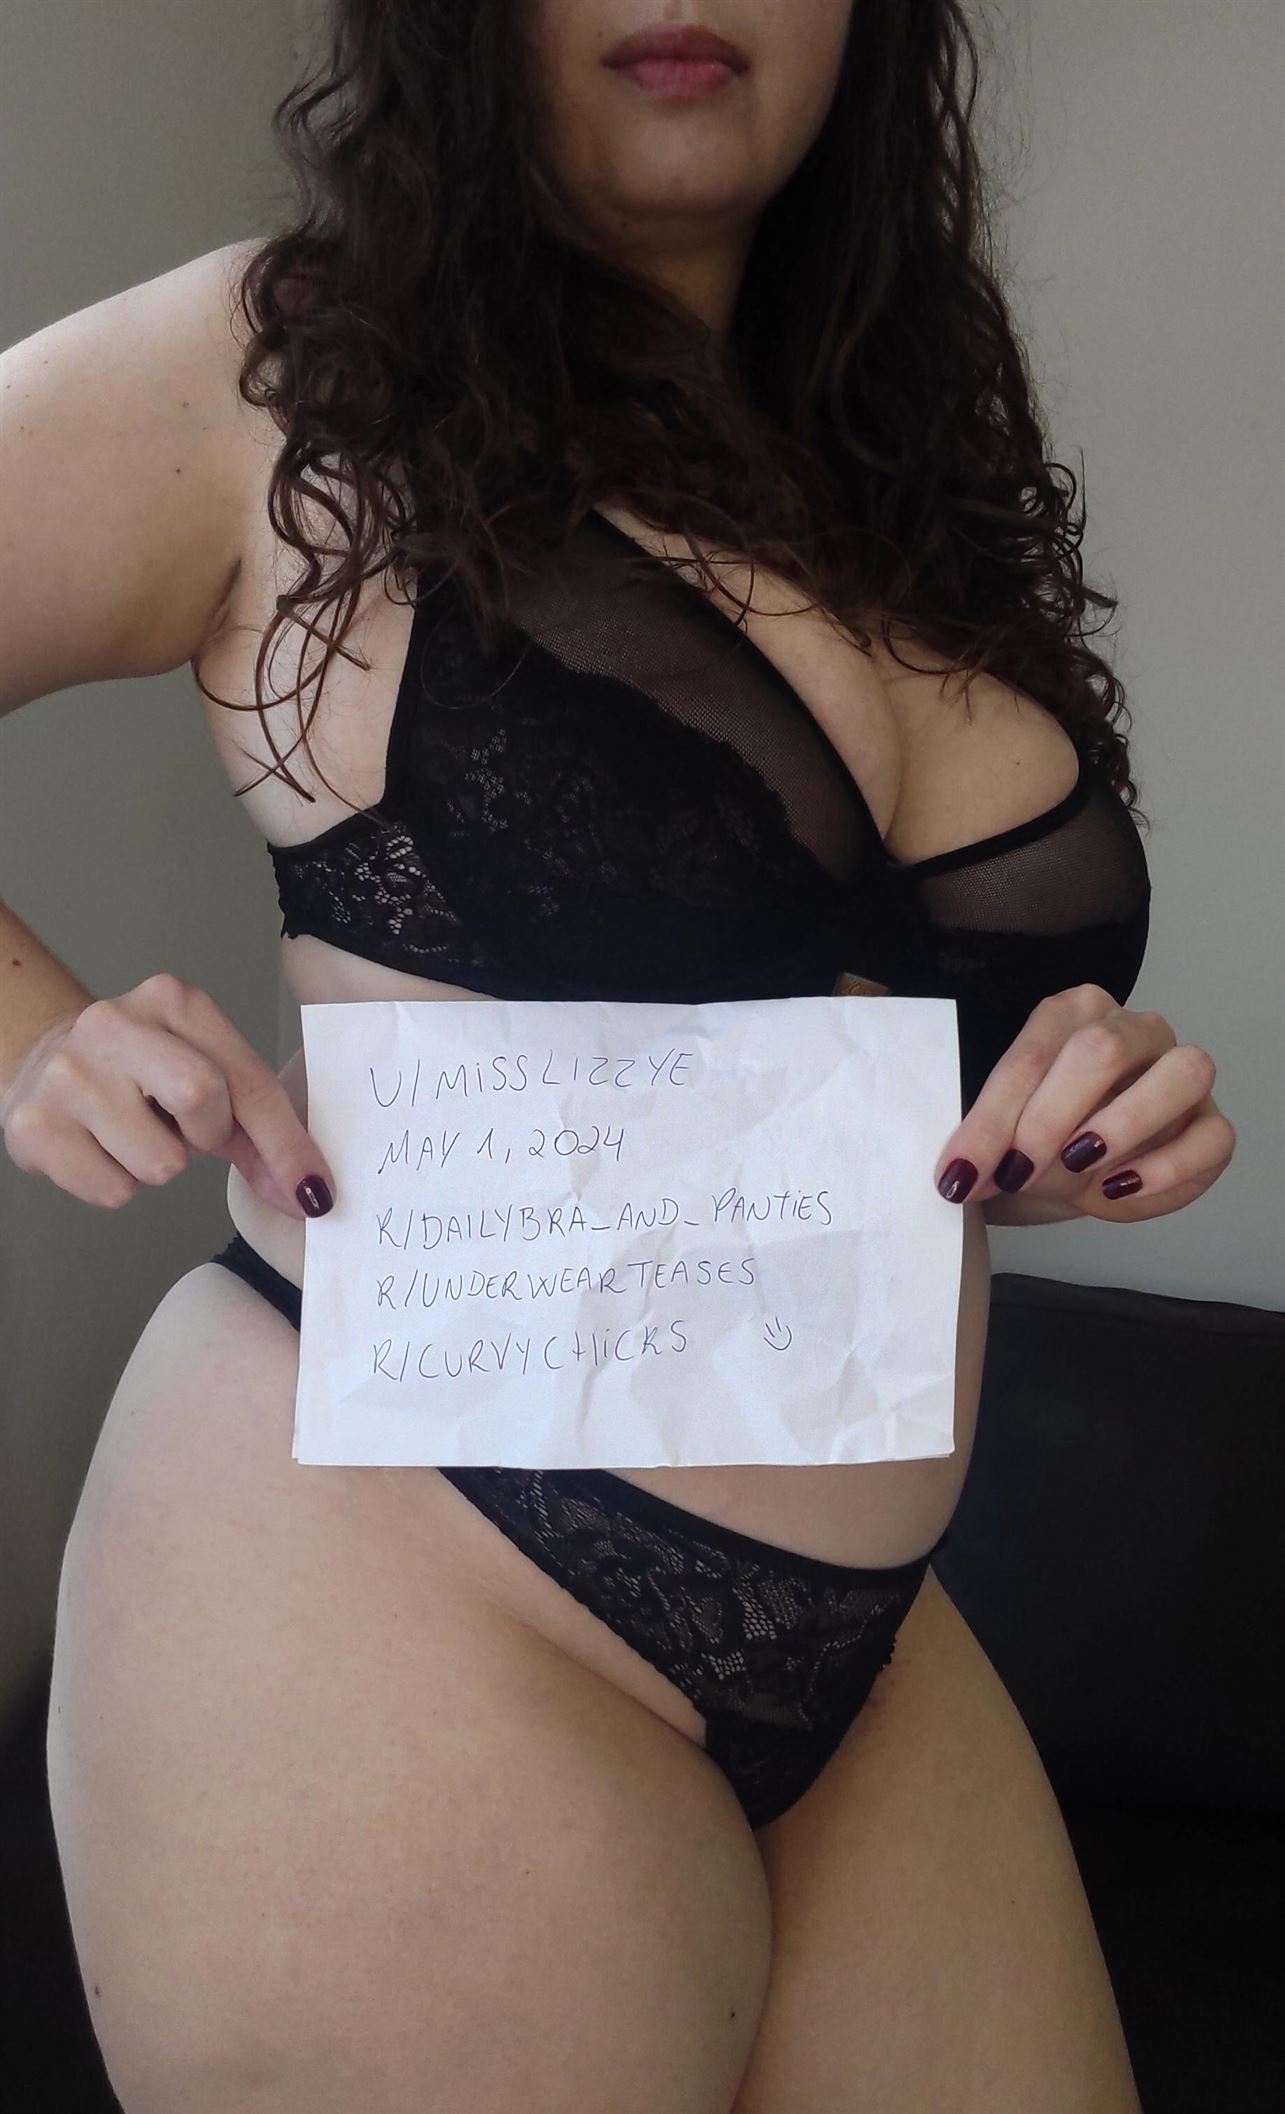 U/MISSLIZZYE
MAY 1, 2024
R/DAILYBRA_AND_PANTIES
R/UNDERWEARTEASES
R/CURVYCHICKS